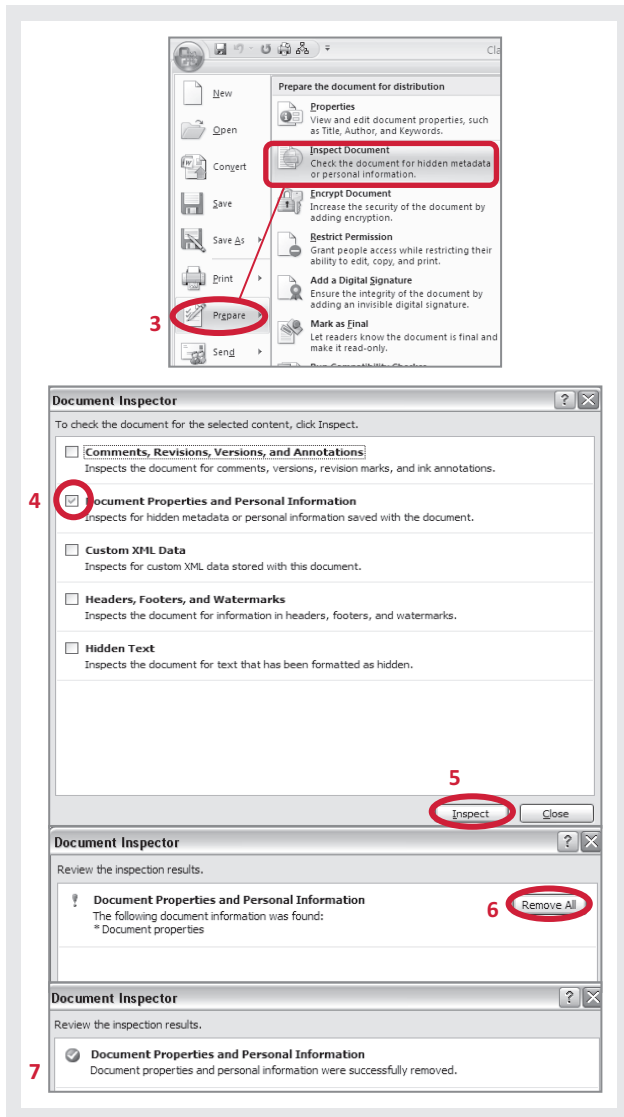 Cla
New
Open
Convert
Save
Save As
Print
3
Prepare
Send
Prepare the document for distribution
Properties
View and edit document properties, such
as Title, Author, and Keywords.
Inspect Document
Check the document for hidden metadata
or personal information.
Encrypt Document
Increase the security of the document by
adding encryption.
Restrict Permission
Grant people access while restricting their
ability to edit, copy, and print.
Add a Digital Signature
Ensure the integrity of the document by
adding an invisible digital signature.
Mark as Final
Let readers know the document is final and
make it read-only.
Run Compatibility Checker
Document Inspector
To check the document for the selected content, click Inspect.
Comments, Revisions, Versions, and Annotations
Inspects the document for comments, versions, revision marks, and ink annotations.
4
Document Properties and Personal Information
Inspects for hidden metadata or personal information saved with the document.
Custom XML Data
Inspects for custom XML data stored with this document.
Headers, Footers, and Watermarks
Inspects the document for information in headers, footers, and watermarks.
Hidden Text
Inspects the document for text that has been formatted as hidden.
5
Inspect Close
Document Inspector
Review the inspection results.
! Document Properties and Personal Information
The following document information was found:
* Document properties
6 Remove All
Document Inspector
Review the inspection results.
Document Properties and Personal Information
7 Document properties and personal information were successfully removed.